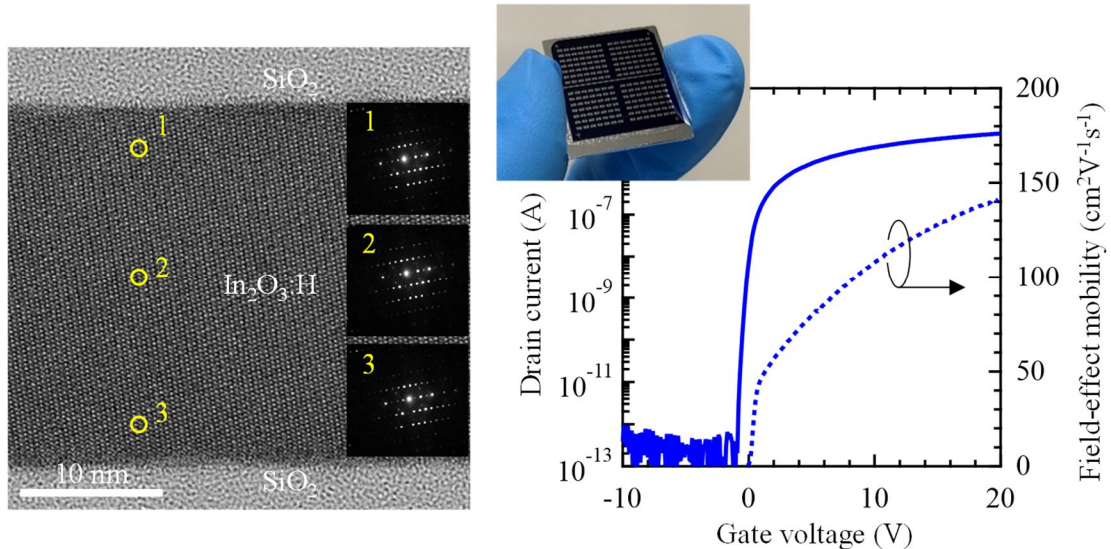 SiO₂
1
2
In₂O₃:H
3
10 nm
SiO₂
1
2
3
Drain current (A)
10⁻⁷
10⁻⁹
10⁻¹¹
10⁻¹³
-10
0
10
20
Gate voltage (V)
200
150
100
50
0
Field-effect mobility (cm²V⁻¹s⁻¹)